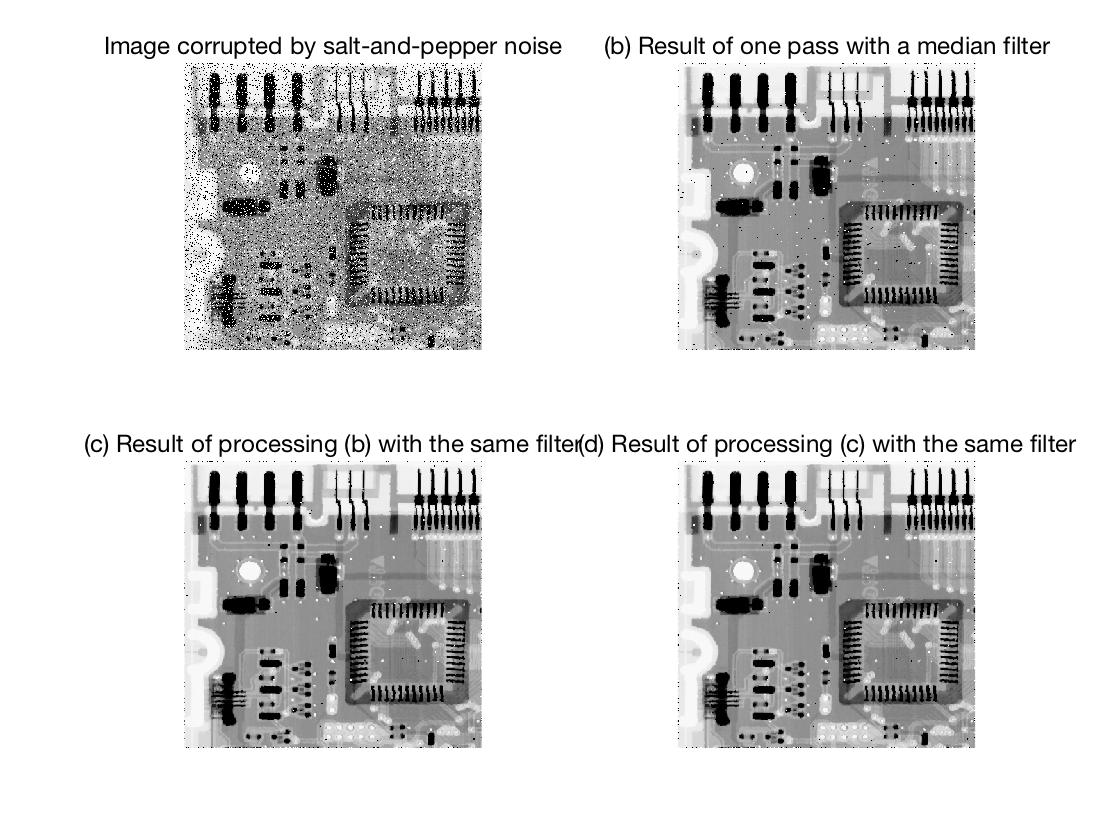 Image corrupted by salt-and-pepper noise
(b) Result of one pass with a median filter
(c) Result of processing (b) with the same filter
(d) Result of processing (c) with the same filter